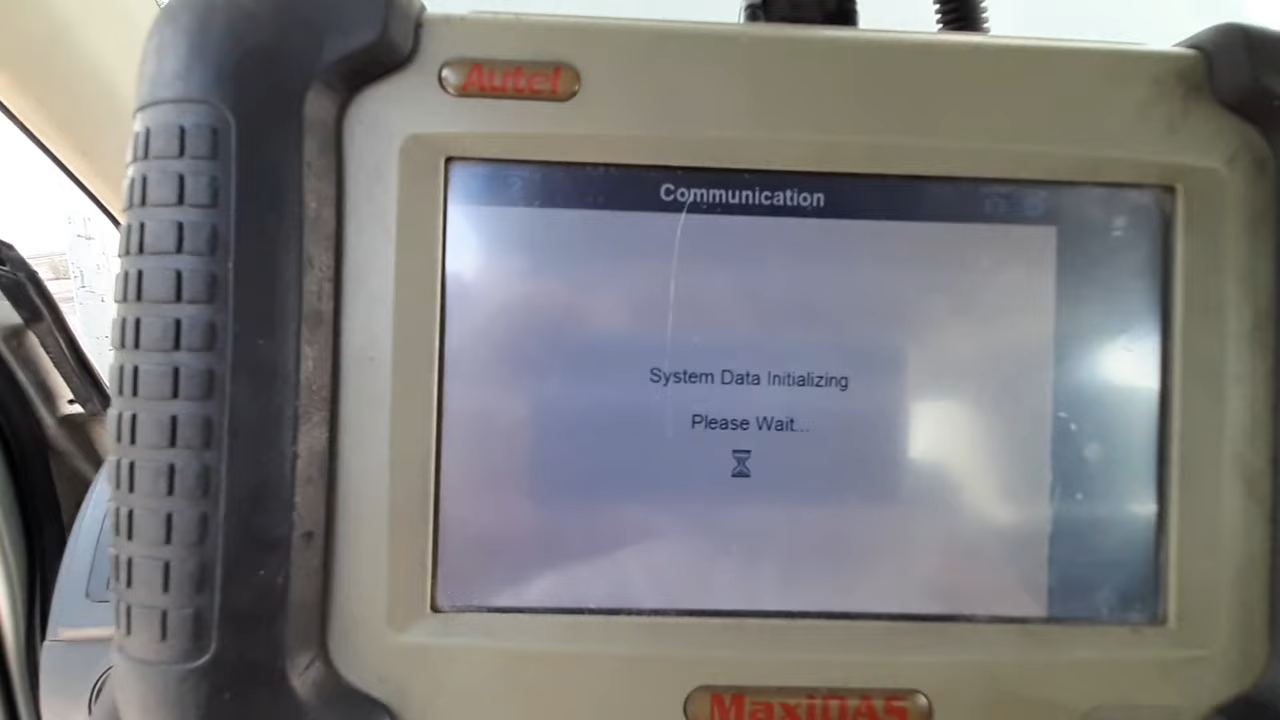 Autel
Communication
System Data Initializing
Please Wait...
MaxiDAS